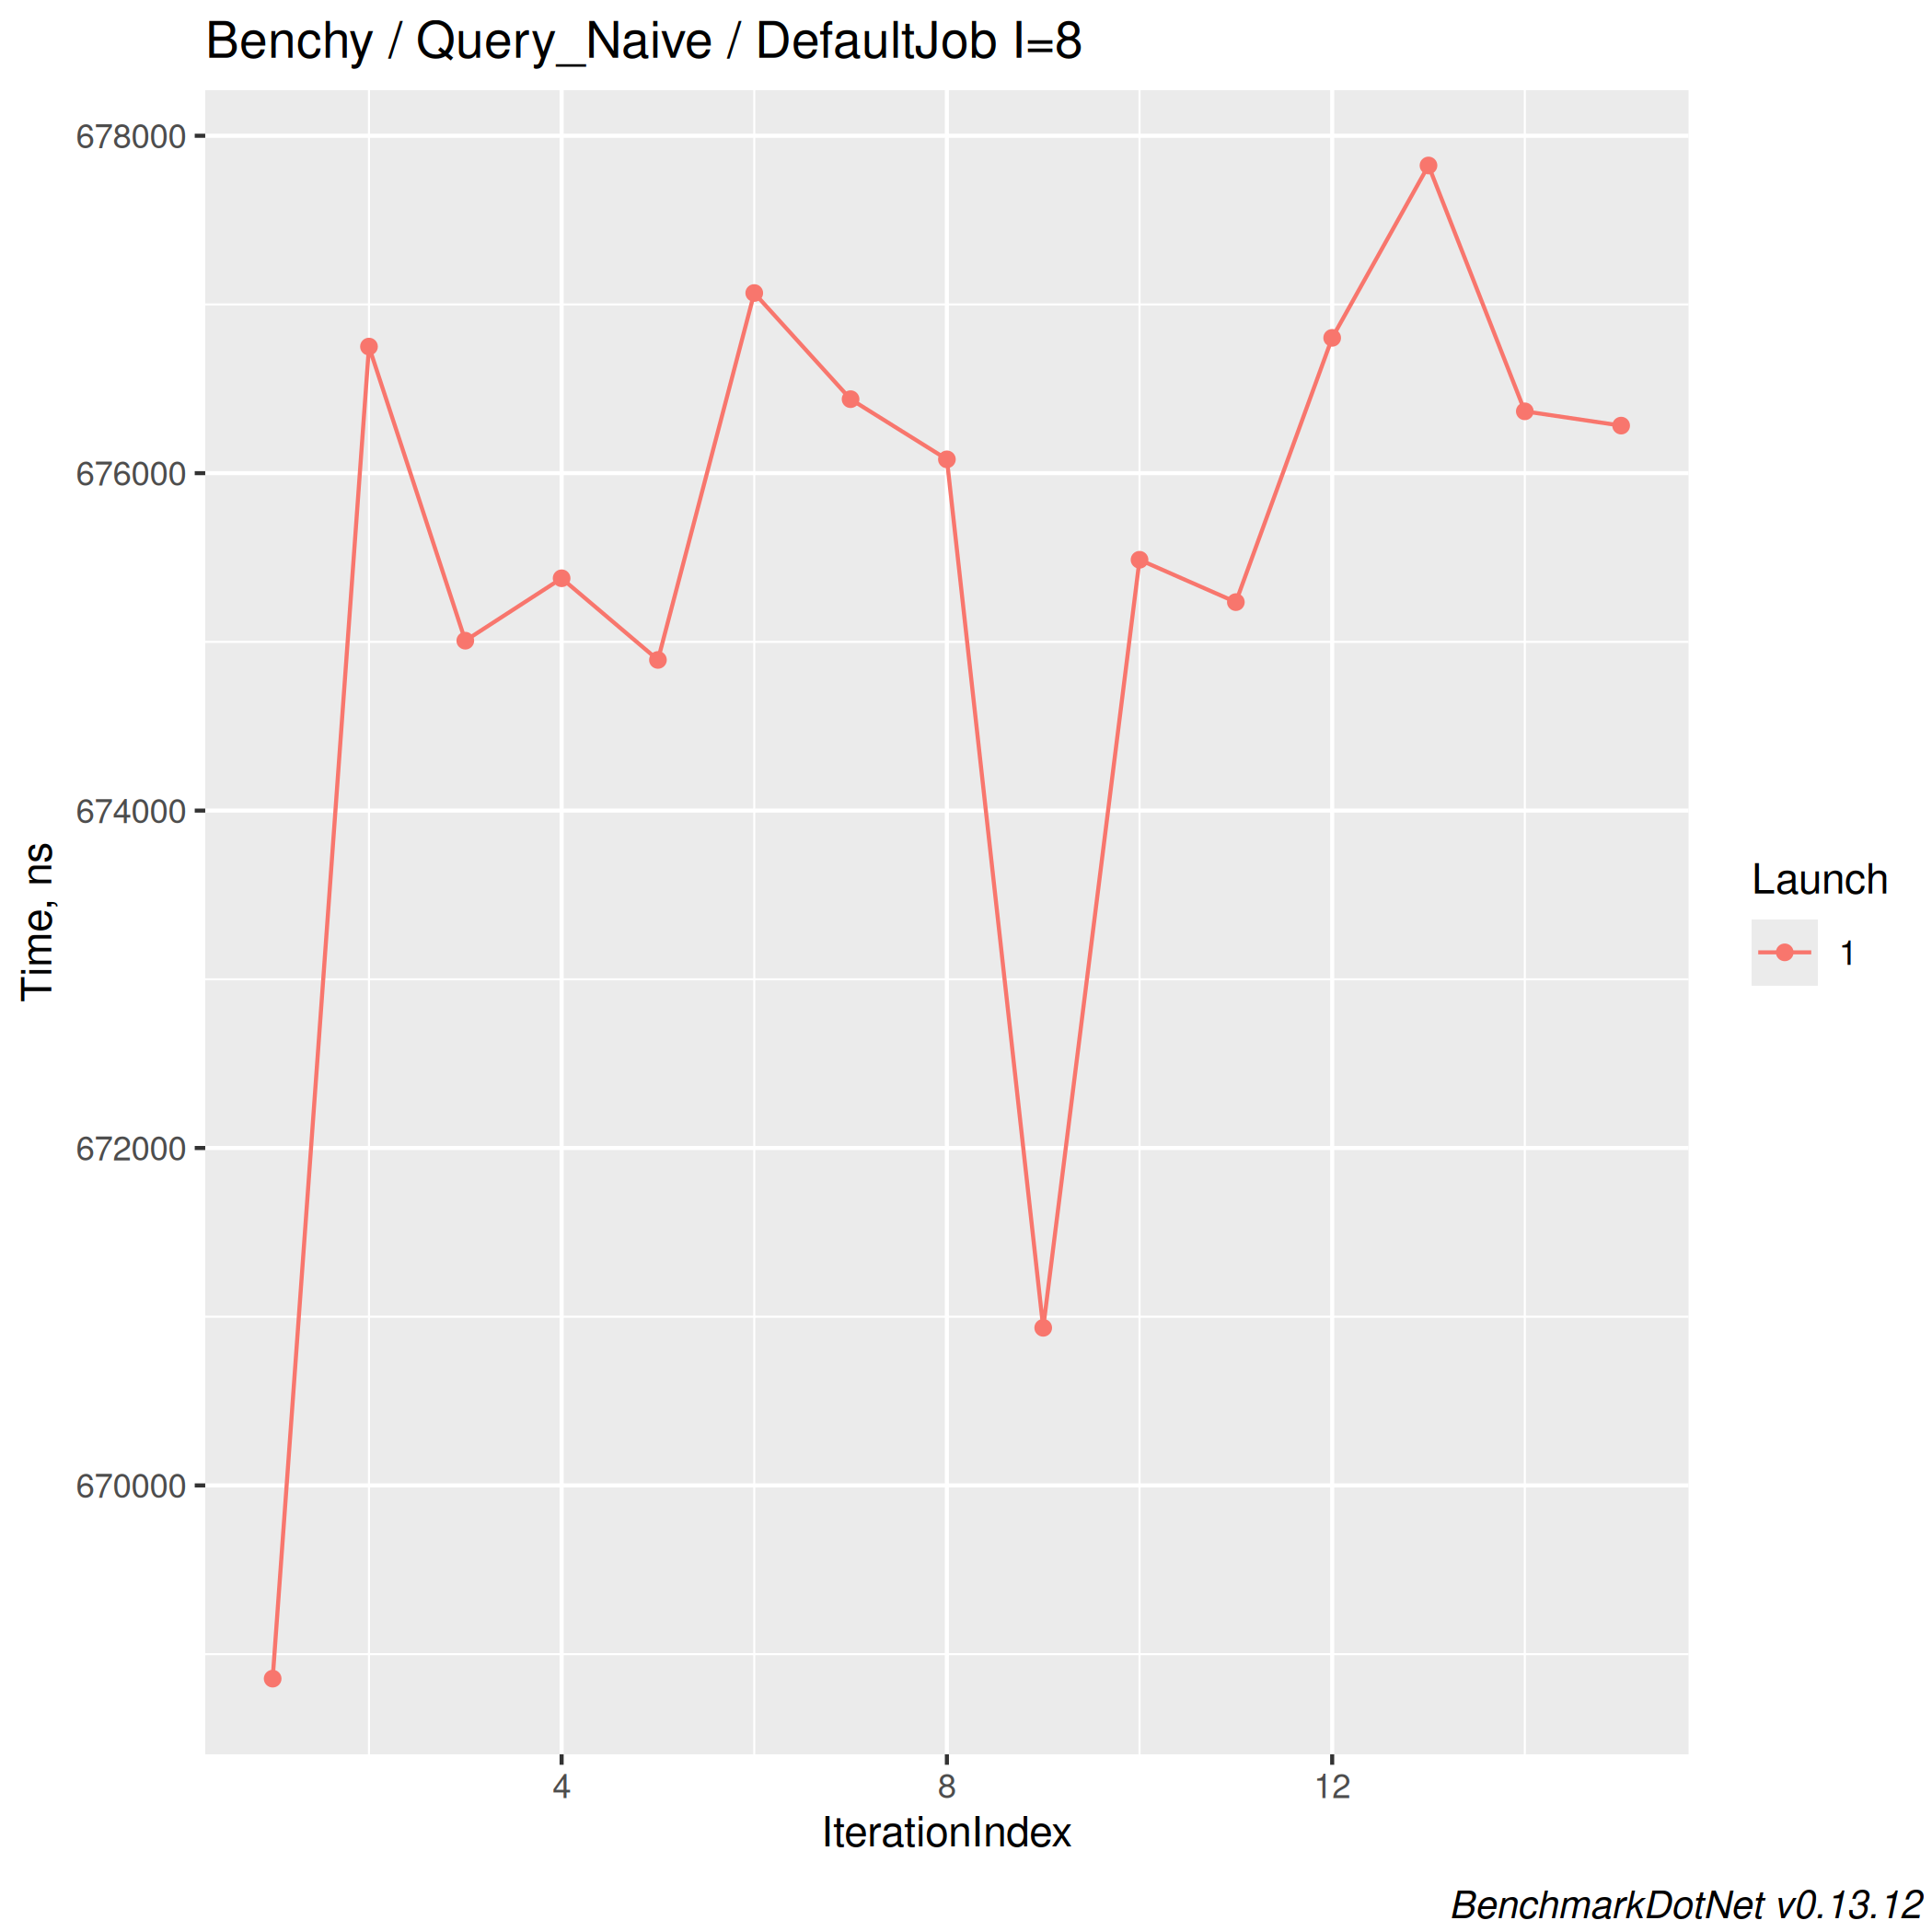 Benchy / Query_Naive / DefaultJob I=8
Time, ns
678000
676000
674000
672000
670000
4
8
12
IterationIndex
Launch
1
BenchmarkDotNet v0.13.12